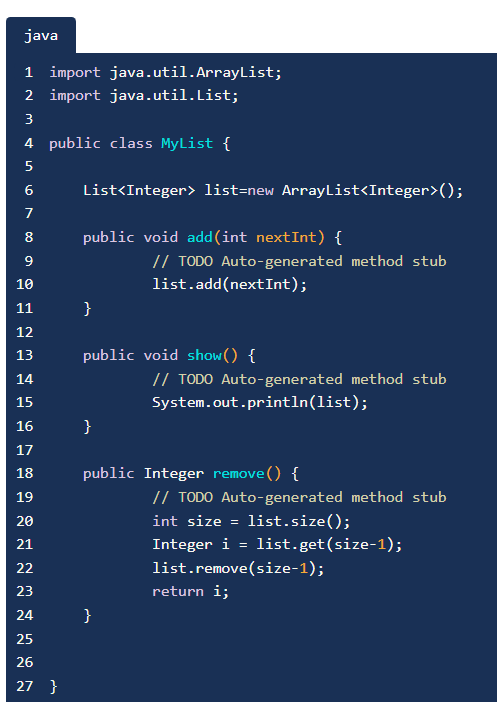 java
1 import java.util.ArrayList;
2 import java.util.List;
3
4 public class MyList {
5
6     List<Integer> list=new ArrayList<Integer>();
7
8     public void add(int nextInt) {
9             // TODO Auto-generated method stub
10             list.add(nextInt);
11     }
12
13     public void show() {
14             // TODO Auto-generated method stub
15             System.out.println(list);
16     }
17
18     public Integer remove() {
19             // TODO Auto-generated method stub
20             int size = list.size();
21             Integer i = list.get(size-1);
22             list.remove(size-1);
23             return i;
24     }
25
26
27 }